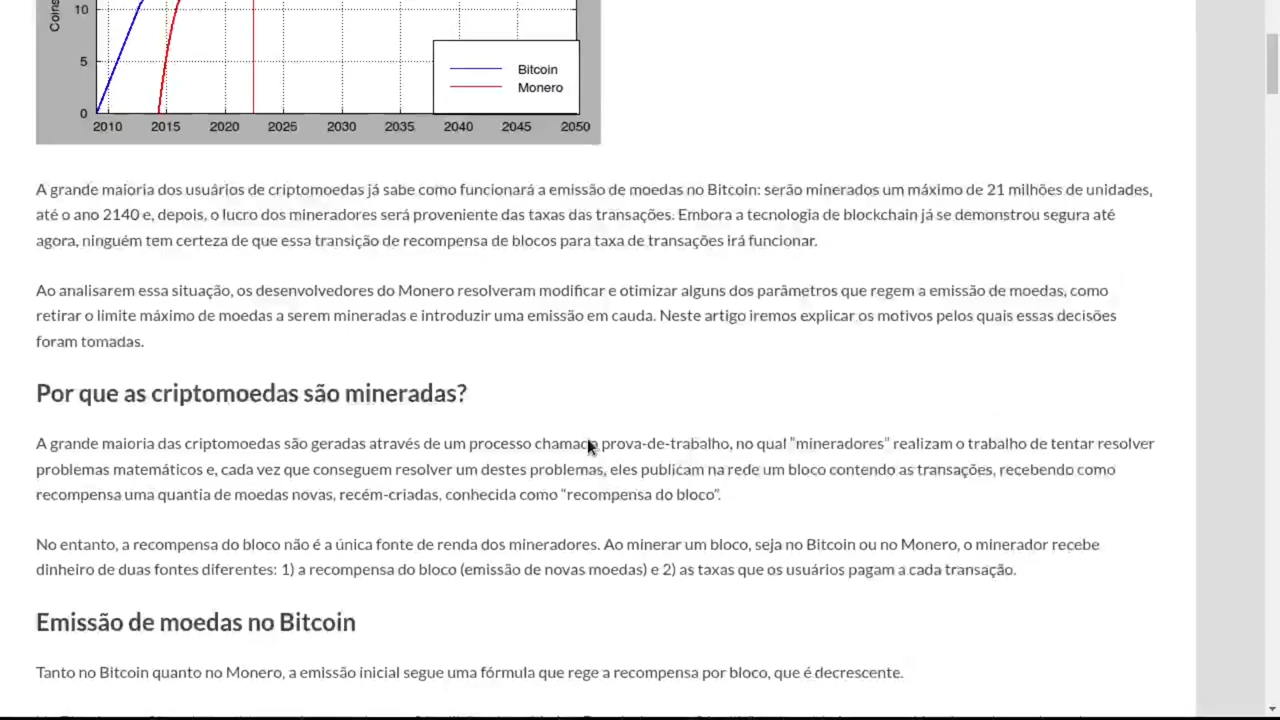 Coins
10
5
0
Bitcoin
Monero
2010 2015 2020 2025 2030 2035 2040 2045 2050
A grande maioria dos usuários de criptomoedas já sabe como funcionará a emissão de moedas no Bitcoin: serão minerados um máximo de 21 milhões de unidades,
até o ano 2140 e, depois, o lucro dos mineradores será proveniente das taxas das transações. Embora a tecnologia de blockchain já se demonstrou segura até
agora, ninguém tem certeza de que essa transição de recompensa de blocos para taxa de transações irá funcionar.
Ao analisarem essa situação, os desenvolvedores do Monero resolveram modificar e otimizar alguns dos parâmetros que regem a emissão de moedas, como
retirar o limite máximo de moedas a serem mineradas e introduzir uma emissão em cauda. Neste artigo iremos explicar os motivos pelos quais essas decisões
foram tomadas.
Por que as criptomoedas são mineradas?
A grande maioria das criptomoedas são geradas através de um processo chamado prova-de-trabalho, no qual "mineradores" realizam o trabalho de tentar resolver
problemas matemáticos e, cada vez que conseguem resolver um destes problemas, eles publicam na rede um bloco contendo as transações, recebendo como
recompensa uma quantia de moedas novas, recém-criadas, conhecida como “recompensa do bloco”.
No entanto, a recompensa do bloco não é a única fonte de renda dos mineradores. Ao minerar um bloco, seja no Bitcoin ou no Monero, o minerador recebe
dinheiro de duas fontes diferentes: 1) a recompensa do bloco (emissão de novas moedas) e 2) as taxas que os usuários pagam a cada transação.
Emissão de moedas no Bitcoin
Tanto no Bitcoin quanto no Monero, a emissão inicial segue uma fórmula que rege a recompensa por bloco, que é decrescente.